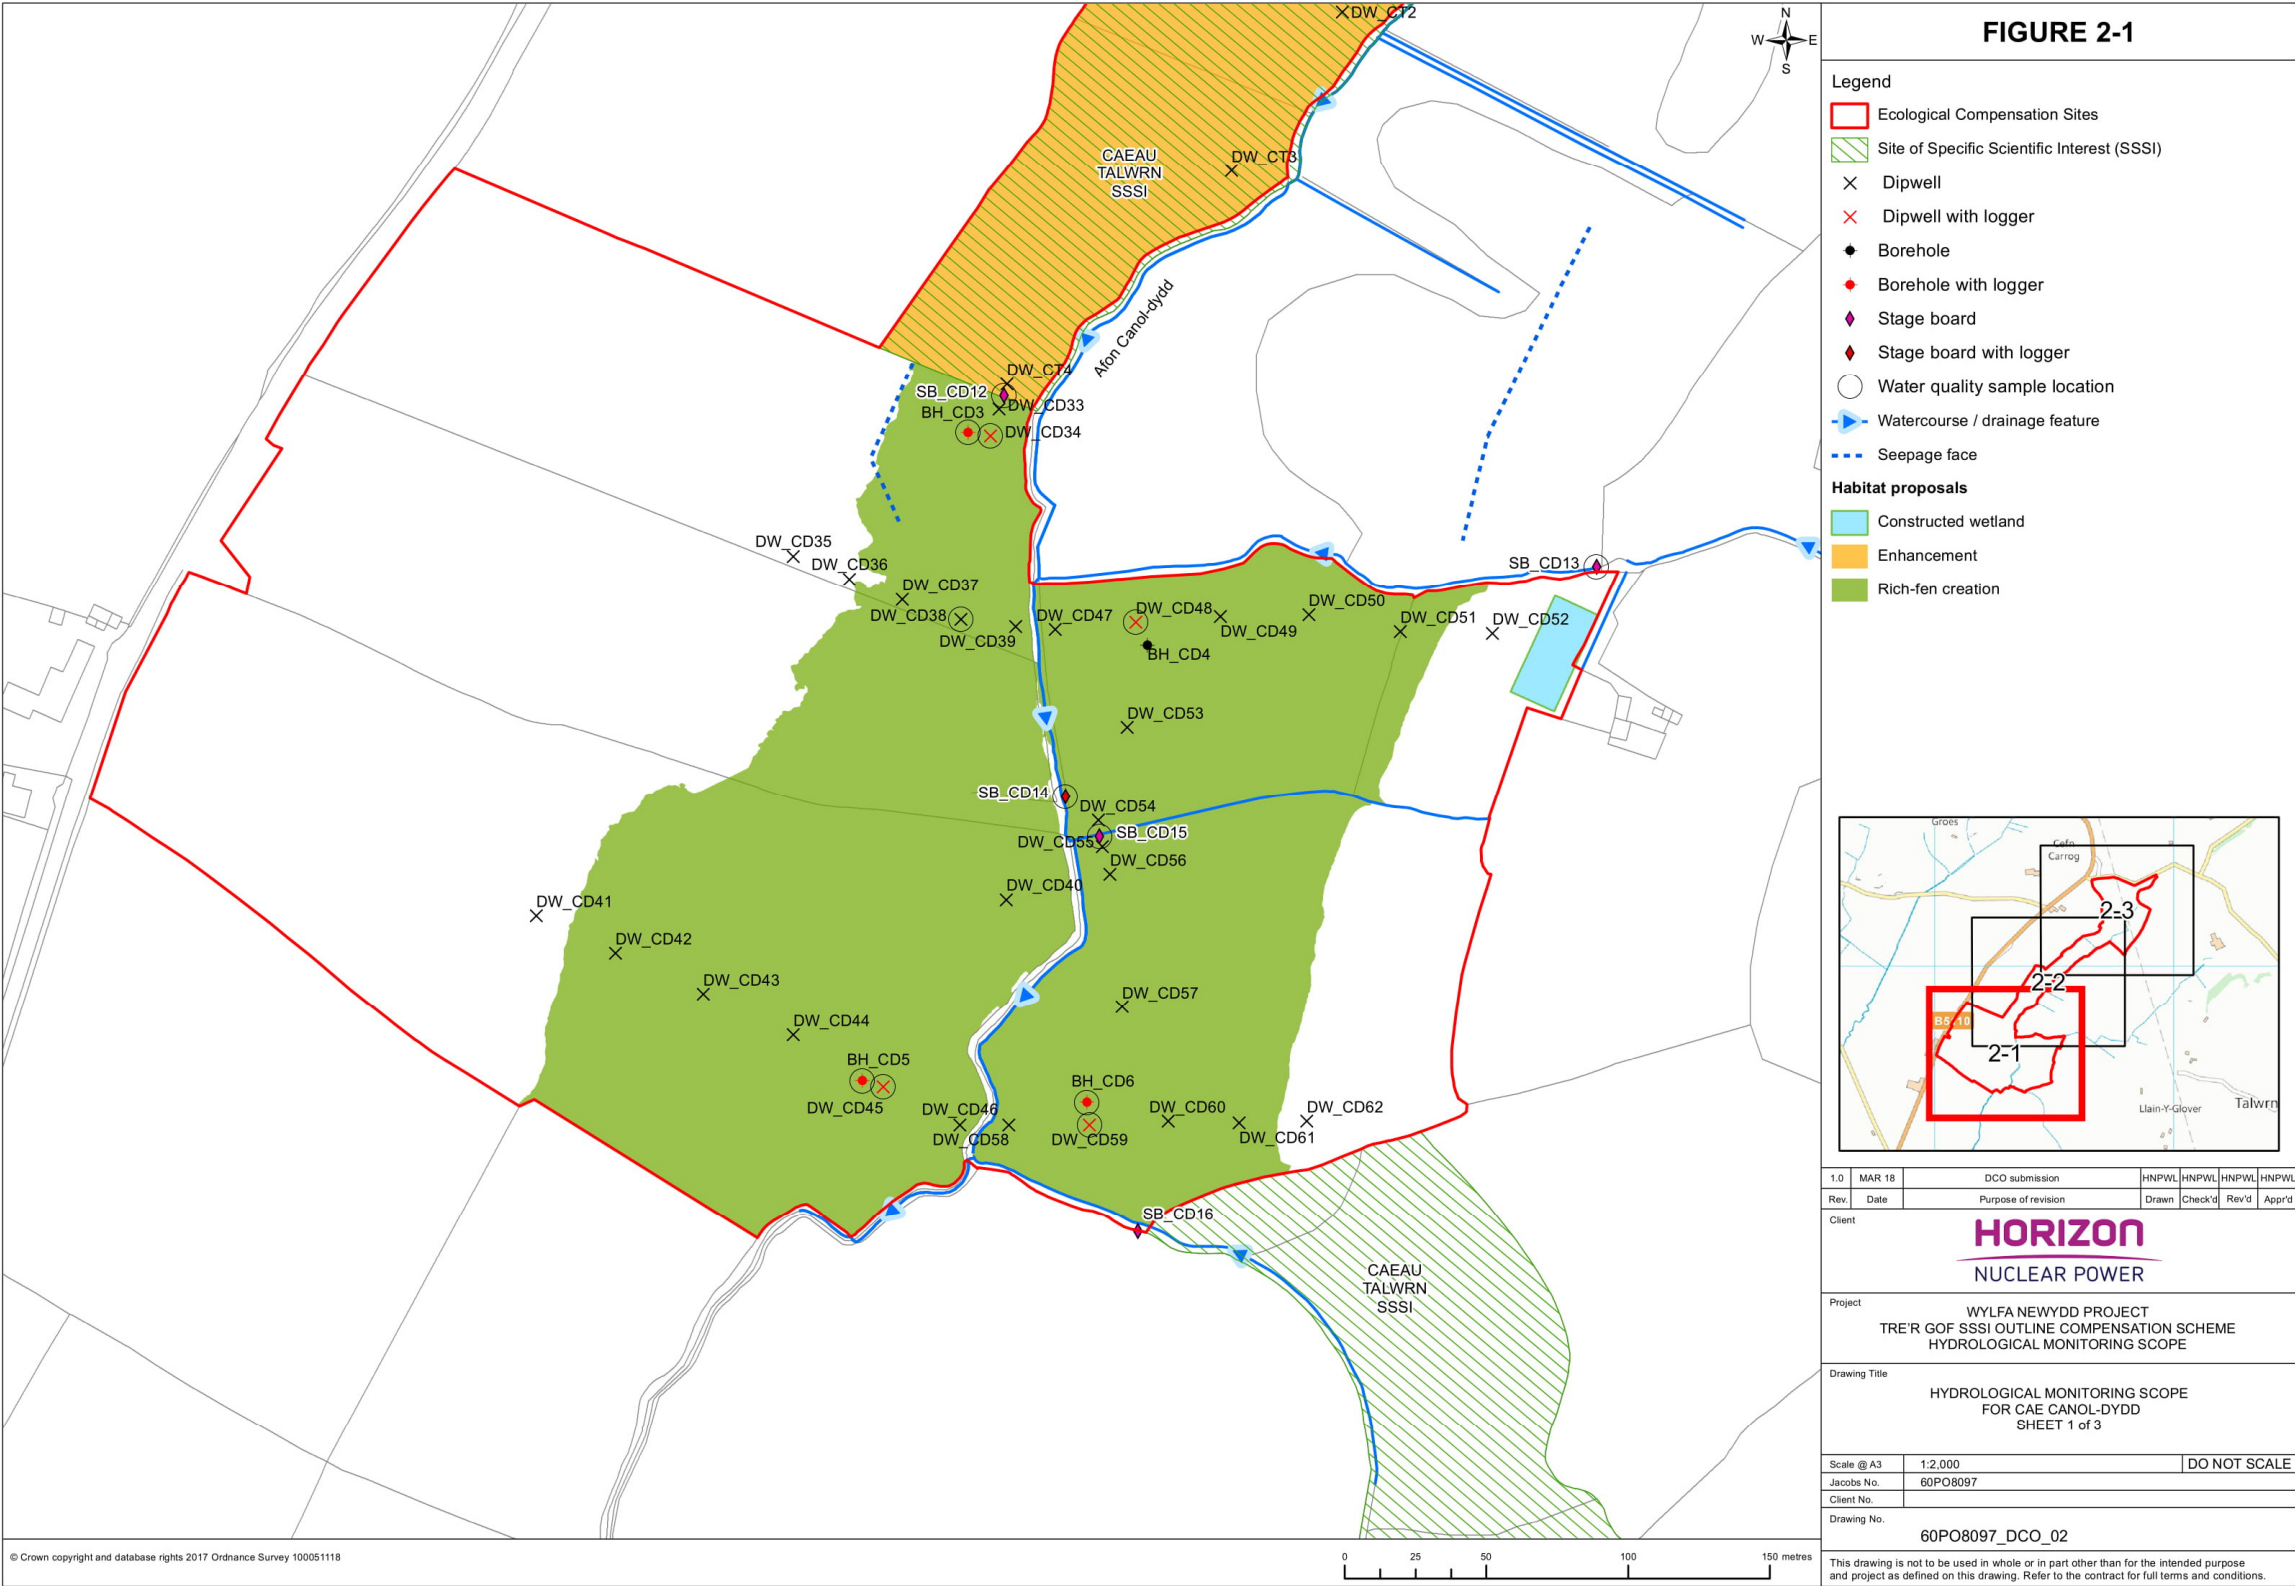 DW_CT2
N
W
E
S
DW_CT3
CAEAU
TALWRN
SSSI
Afon Canol-dydd
DW_CT4
SB_CD12
DW_CD33
BH_CD3
DW_CD34
DW_CD35
DW_CD36
DW_CD37
DW_CD38
DW_CD39
DW_CD47
DW_CD48
DW_CD49
DW_CD50
DW_CD51
DW_CD52
SB_CD13
BH_CD4
DW_CD53
SB_CD14
DW_CD54
SB_CD15
DW_CD55
DW_CD56
DW_CD40
DW_CD41
DW_CD42
DW_CD43
DW_CD44
DW_CD57
BH_CD5
DW_CD45
DW_CD46
DW_CD58
BH_CD6
DW_CD59
DW_CD60
DW_CD61
DW_CD62
SB_CD16
CAEAU
TALWRN
SSSI
© Crown copyright and database rights 2017 Ordnance Survey 100051118
0 25 50 100 150 metres
FIGURE 2-1
Legend
Ecological Compensation Sites
Site of Specific Scientific Interest (SSSI)
Dipwell
Dipwell with logger
Borehole
Borehole with logger
Stage board
Stage board with logger
Water quality sample location
Watercourse / drainage feature
Seepage face
Habitat proposals
Constructed wetland
Enhancement
Rich-fen creation
Groes
Cefn
Carrog
2-3
2-2
2-1
Llain-Y-Glover
Talwrn
1.0 MAR 18 DCO submission HNPWL HNPWL HNPWL HNPWL
Rev. Date Purpose of revision Drawn Check'd Rev'd Appr'd
Client
HORIZON
NUCLEAR POWER
Project
WYLFA NEWYDD PROJECT
TRE'R GOF SSSI OUTLINE COMPENSATION SCHEME
HYDROLOGICAL MONITORING SCOPE
Drawing Title
HYDROLOGICAL MONITORING SCOPE
FOR CAE CANOL-DYDD
SHEET 1 of 3
Scale @ A3 1:2,000 DO NOT SCALE
Jacobs No. 60PO8097
Client No.
Drawing No.
60PO8097_DCO_02
This drawing is not to be used in whole or in part other than for the intended purpose
and project as defined on this drawing. Refer to the contract for full terms and conditions.